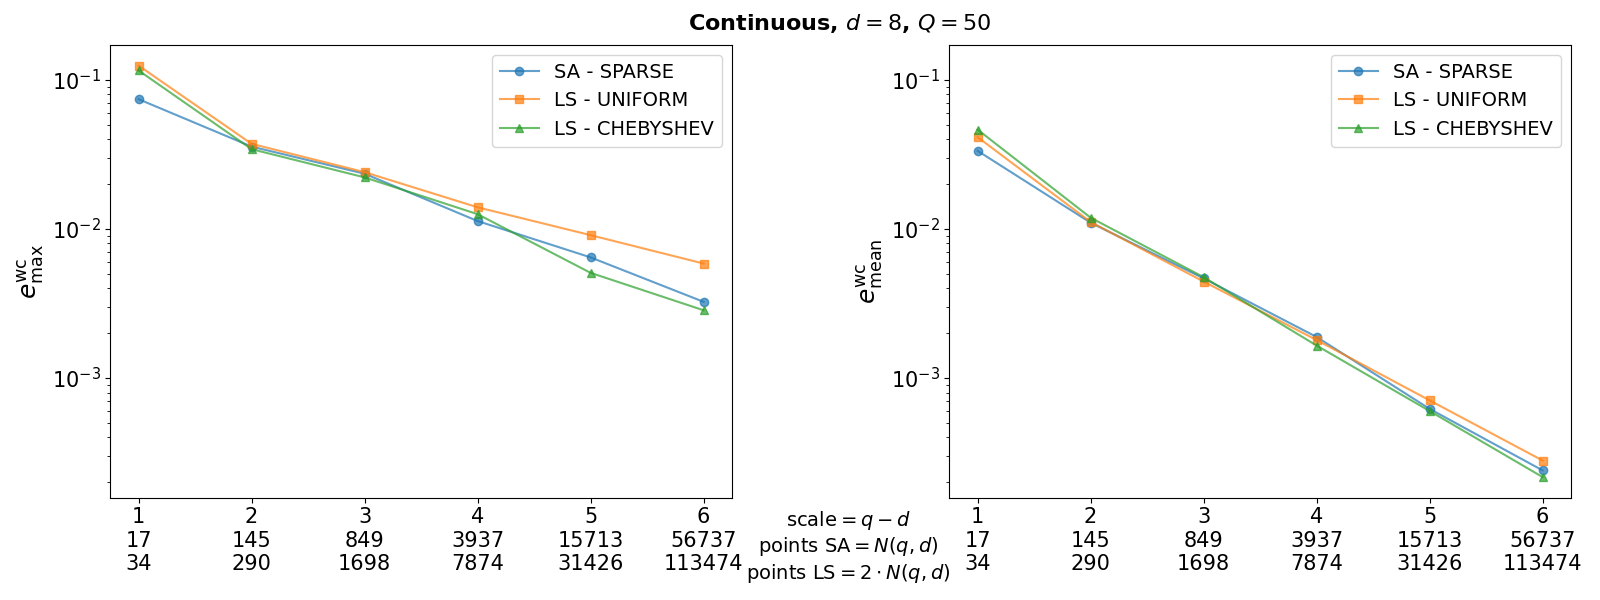 Continuous, d = 8, Q = 50
10⁻¹
10⁻²
10⁻³
e^wc_max
SA - SPARSE
LS - UNIFORM
LS - CHEBYSHEV
1 2 3 4 5 6
17 145 849 3937 15713 56737
34 290 1698 7874 31426 113474
scale = q − d
points SA = N(q, d)
points LS = 2 · N(q, d)
10⁻¹
10⁻²
10⁻³
e^wc_mean
SA - SPARSE
LS - UNIFORM
LS - CHEBYSHEV
1 2 3 4 5 6
17 145 849 3937 15713 56737
34 290 1698 7874 31426 113474